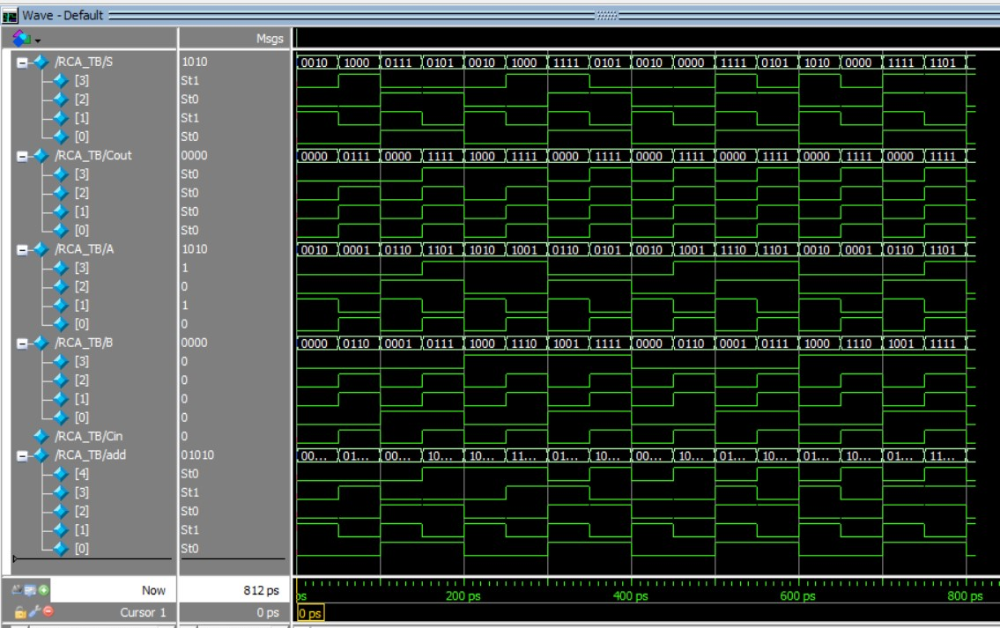 Wave - Default
Msgs
/RCA_TB/S 1010 0010 1000 0111 0101 0010 1000 1111 0101 0010 0000 1111 0101 1010 0000 1111 1101
[3] St1
[2] St0
[1] St1
[0] St0
/RCA_TB/Cout 0000 0000 0111 0000 1111 1000 1111 0000 1111 0000 1111 0000 1111 0000 1111 0000 1111
[3] St0
[2] St0
[1] St0
[0] St0
/RCA_TB/A 1010 0010 0001 0110 1101 1010 1001 0110 0101 0010 1001 1110 1101 0010 0001 0110 1101
[3] 1
[2] 0
[1] 1
[0] 0
/RCA_TB/B 0000 0000 0110 0001 0111 1000 1110 1001 1111 0000 0110 0001 0111 1000 1110 1001 1111
[3] 0
[2] 0
[1] 0
[0] 0
/RCA_TB/Cin 0
/RCA_TB/add 01010 00... 01... 00... 10... 10... 11... 01... 10... 00... 10... 01... 10... 01... 10... 01... 11...
[4] St0
[3] St1
[2] St0
[1] St1
[0] St0
Now 812 ps ps 200 ps 400 ps 600 ps 800 ps
Cursor 1 0 ps 0 ps